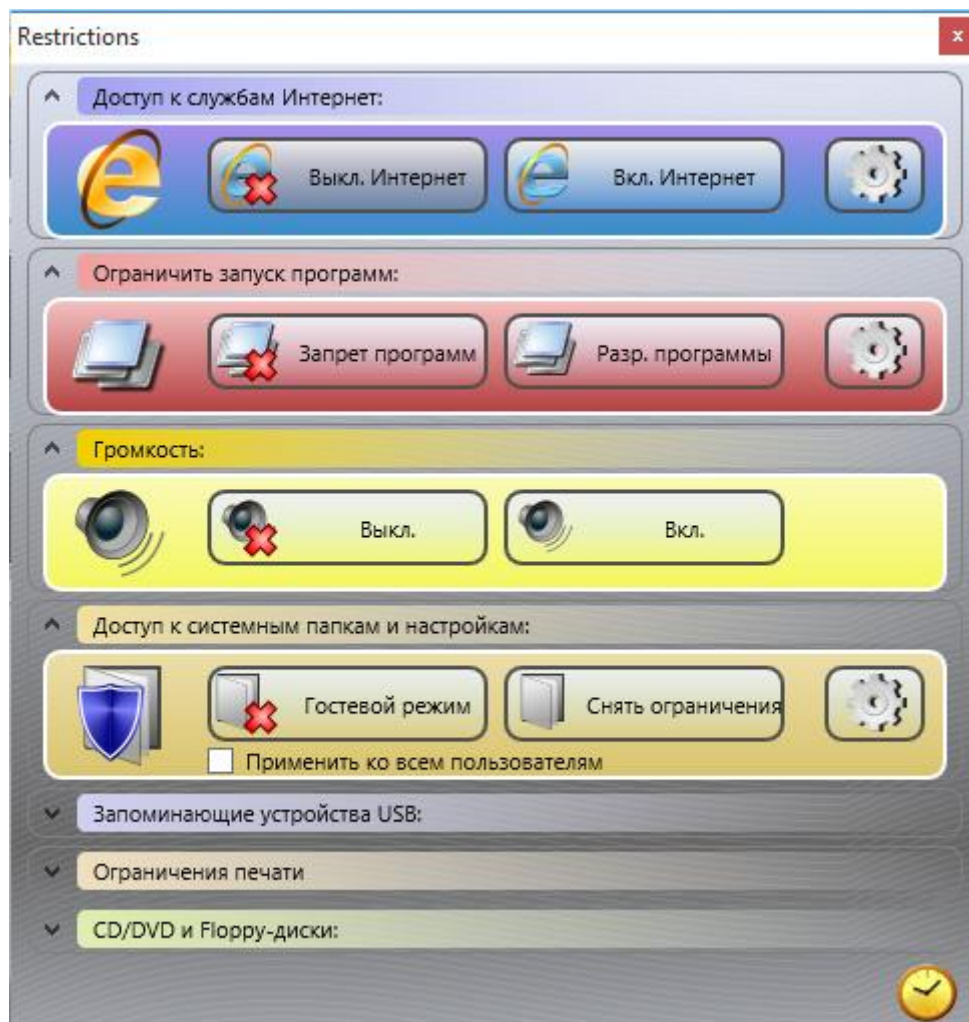 Restrictions
x
Доступ к службам Интернет:
Выкл. Интернет
Вкл. Интернет
Ограничить запуск программ:
Запрет программ
Разр. программы
Громкость:
Выкл.
Вкл.
Доступ к системным папкам и настройкам:
Гостевой режим
Снять ограничения
Применить ко всем пользователям
Запоминающие устройства USB:
Ограничения печати
CD/DVD и Floppy-диски: